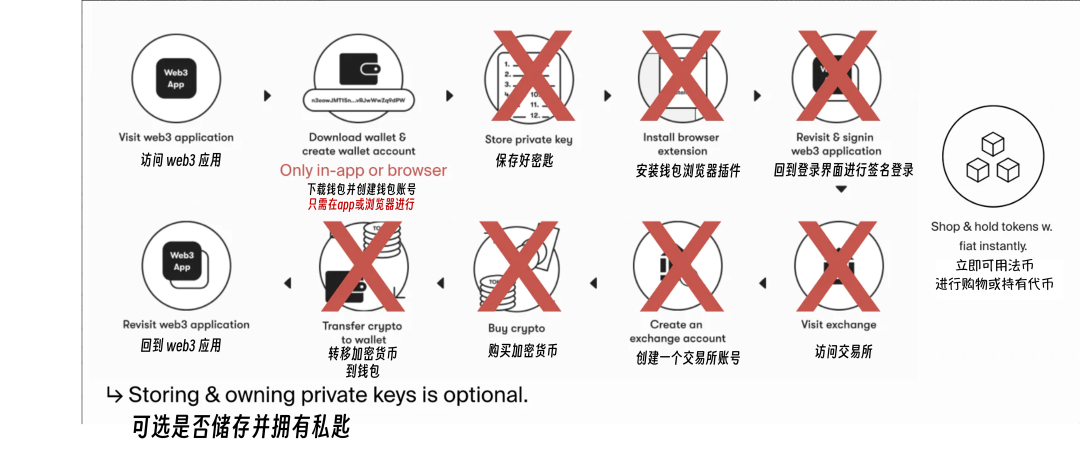 Web3
App
Visit web3 application
访问 web3 应用
n3eowJMT1Sn...vRJwWwZq9dPW
Download wallet &
create wallet account
Only in-app or browser
下载钱包并创建钱包账号
只需在app或浏览器进行
1.
2.
3.
4.
10.
11.
12.
Store private key
保存好密匙
Install browser
extension
安装钱包浏览器插件
Revisit & signin
web3 application
回到登录界面进行签名登录
Shop & hold tokens w.
fiat instantly.
立即可用法币
进行购物或持有代币
Web3
App
Revisit web3 application
回到 web3 应用
Transfer crypto
to wallet
转移加密货币
到钱包
Buy crypto
购买加密货币
Create an
exchange account
创建一个交易所账号
Visit exchange
访问交易所
↳ Storing & owning private keys is optional.
可选是否储存并拥有私匙